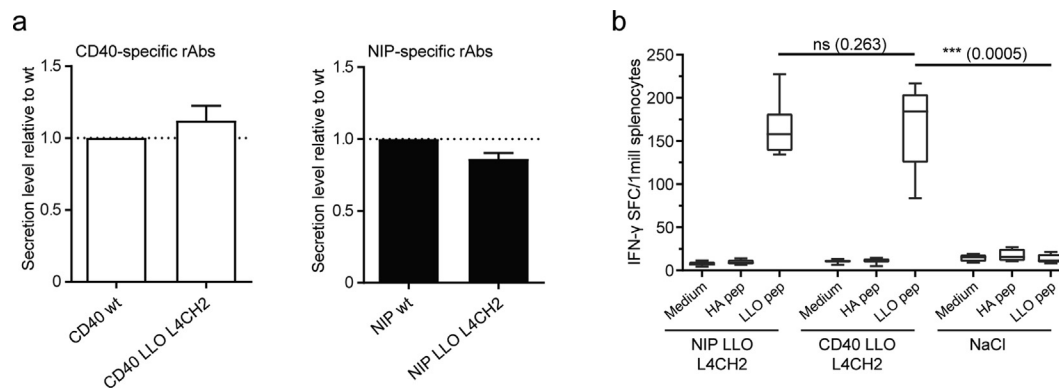 a
CD40-specific rAbs
Secretion level relative to wt
1.5
1.0
0.5
0
CD40 wt
CD40 LLO L4CH2
NIP-specific rAbs
Secretion level relative to wt
1.5
1.0
0.5
0
NIP wt
NIP LLO L4CH2
b
ns (0.263)
*** (0.0005)
IFN-γ SFC/1mill splenocytes
250
200
150
100
50
0
Medium
HA pep
LLO pep
Medium
HA pep
LLO pep
Medium
HA pep
LLO pep
NIP LLO
L4CH2
CD40 LLO
L4CH2
NaCl